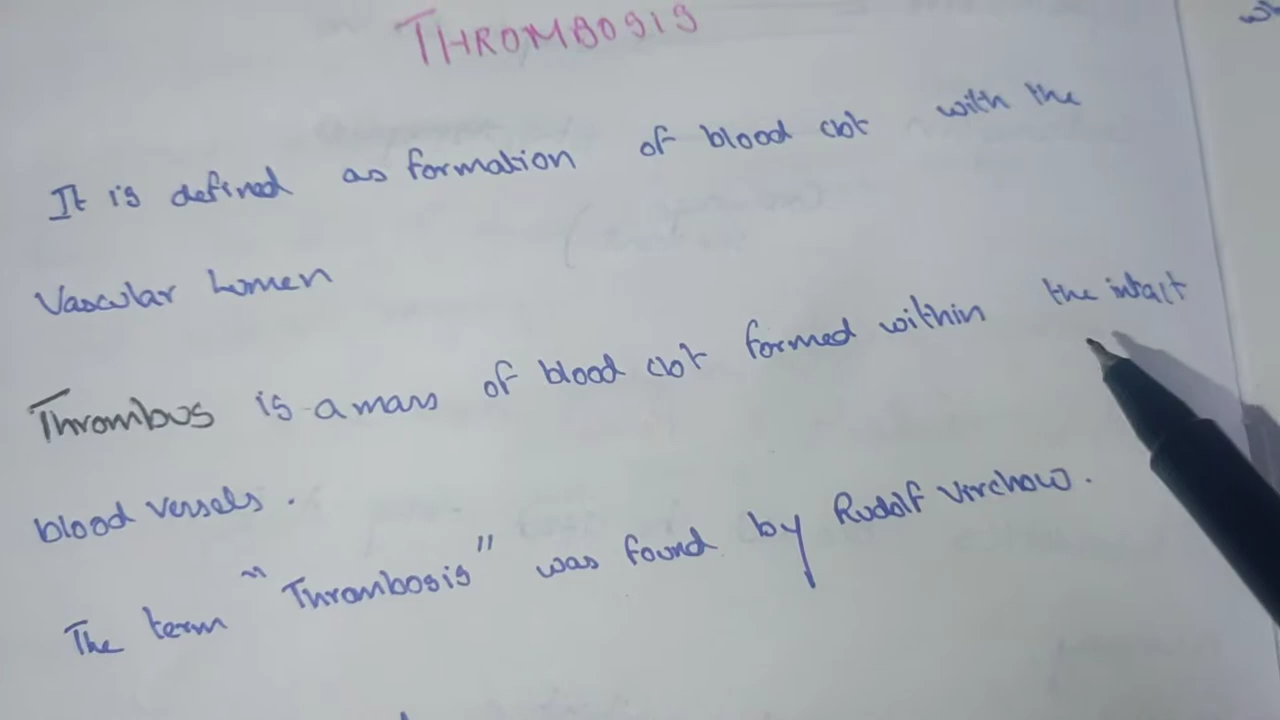 THROMBOSIS
It is defined as formation of blood clot with the
Vascular lumen
Thrombus is a mass of blood clot formed within the intact
blood vessels.
The term "Thrombosis" was found by Rudolf Virchow.